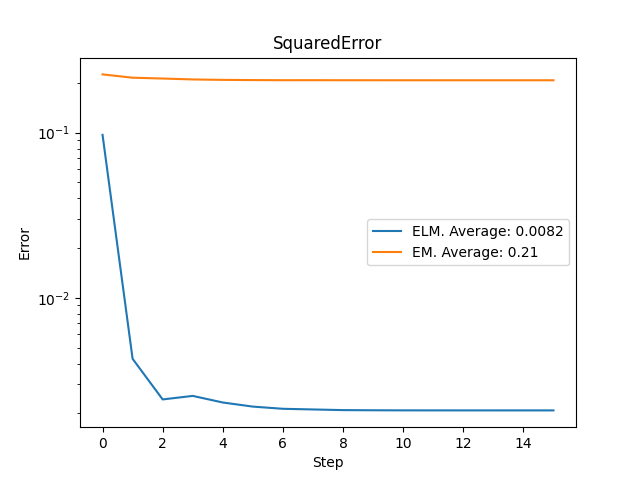 SquaredError
Error
10⁻¹
10⁻²
ELM. Average: 0.0082
EM. Average: 0.21
0 2 4 6 8 10 12 14
Step